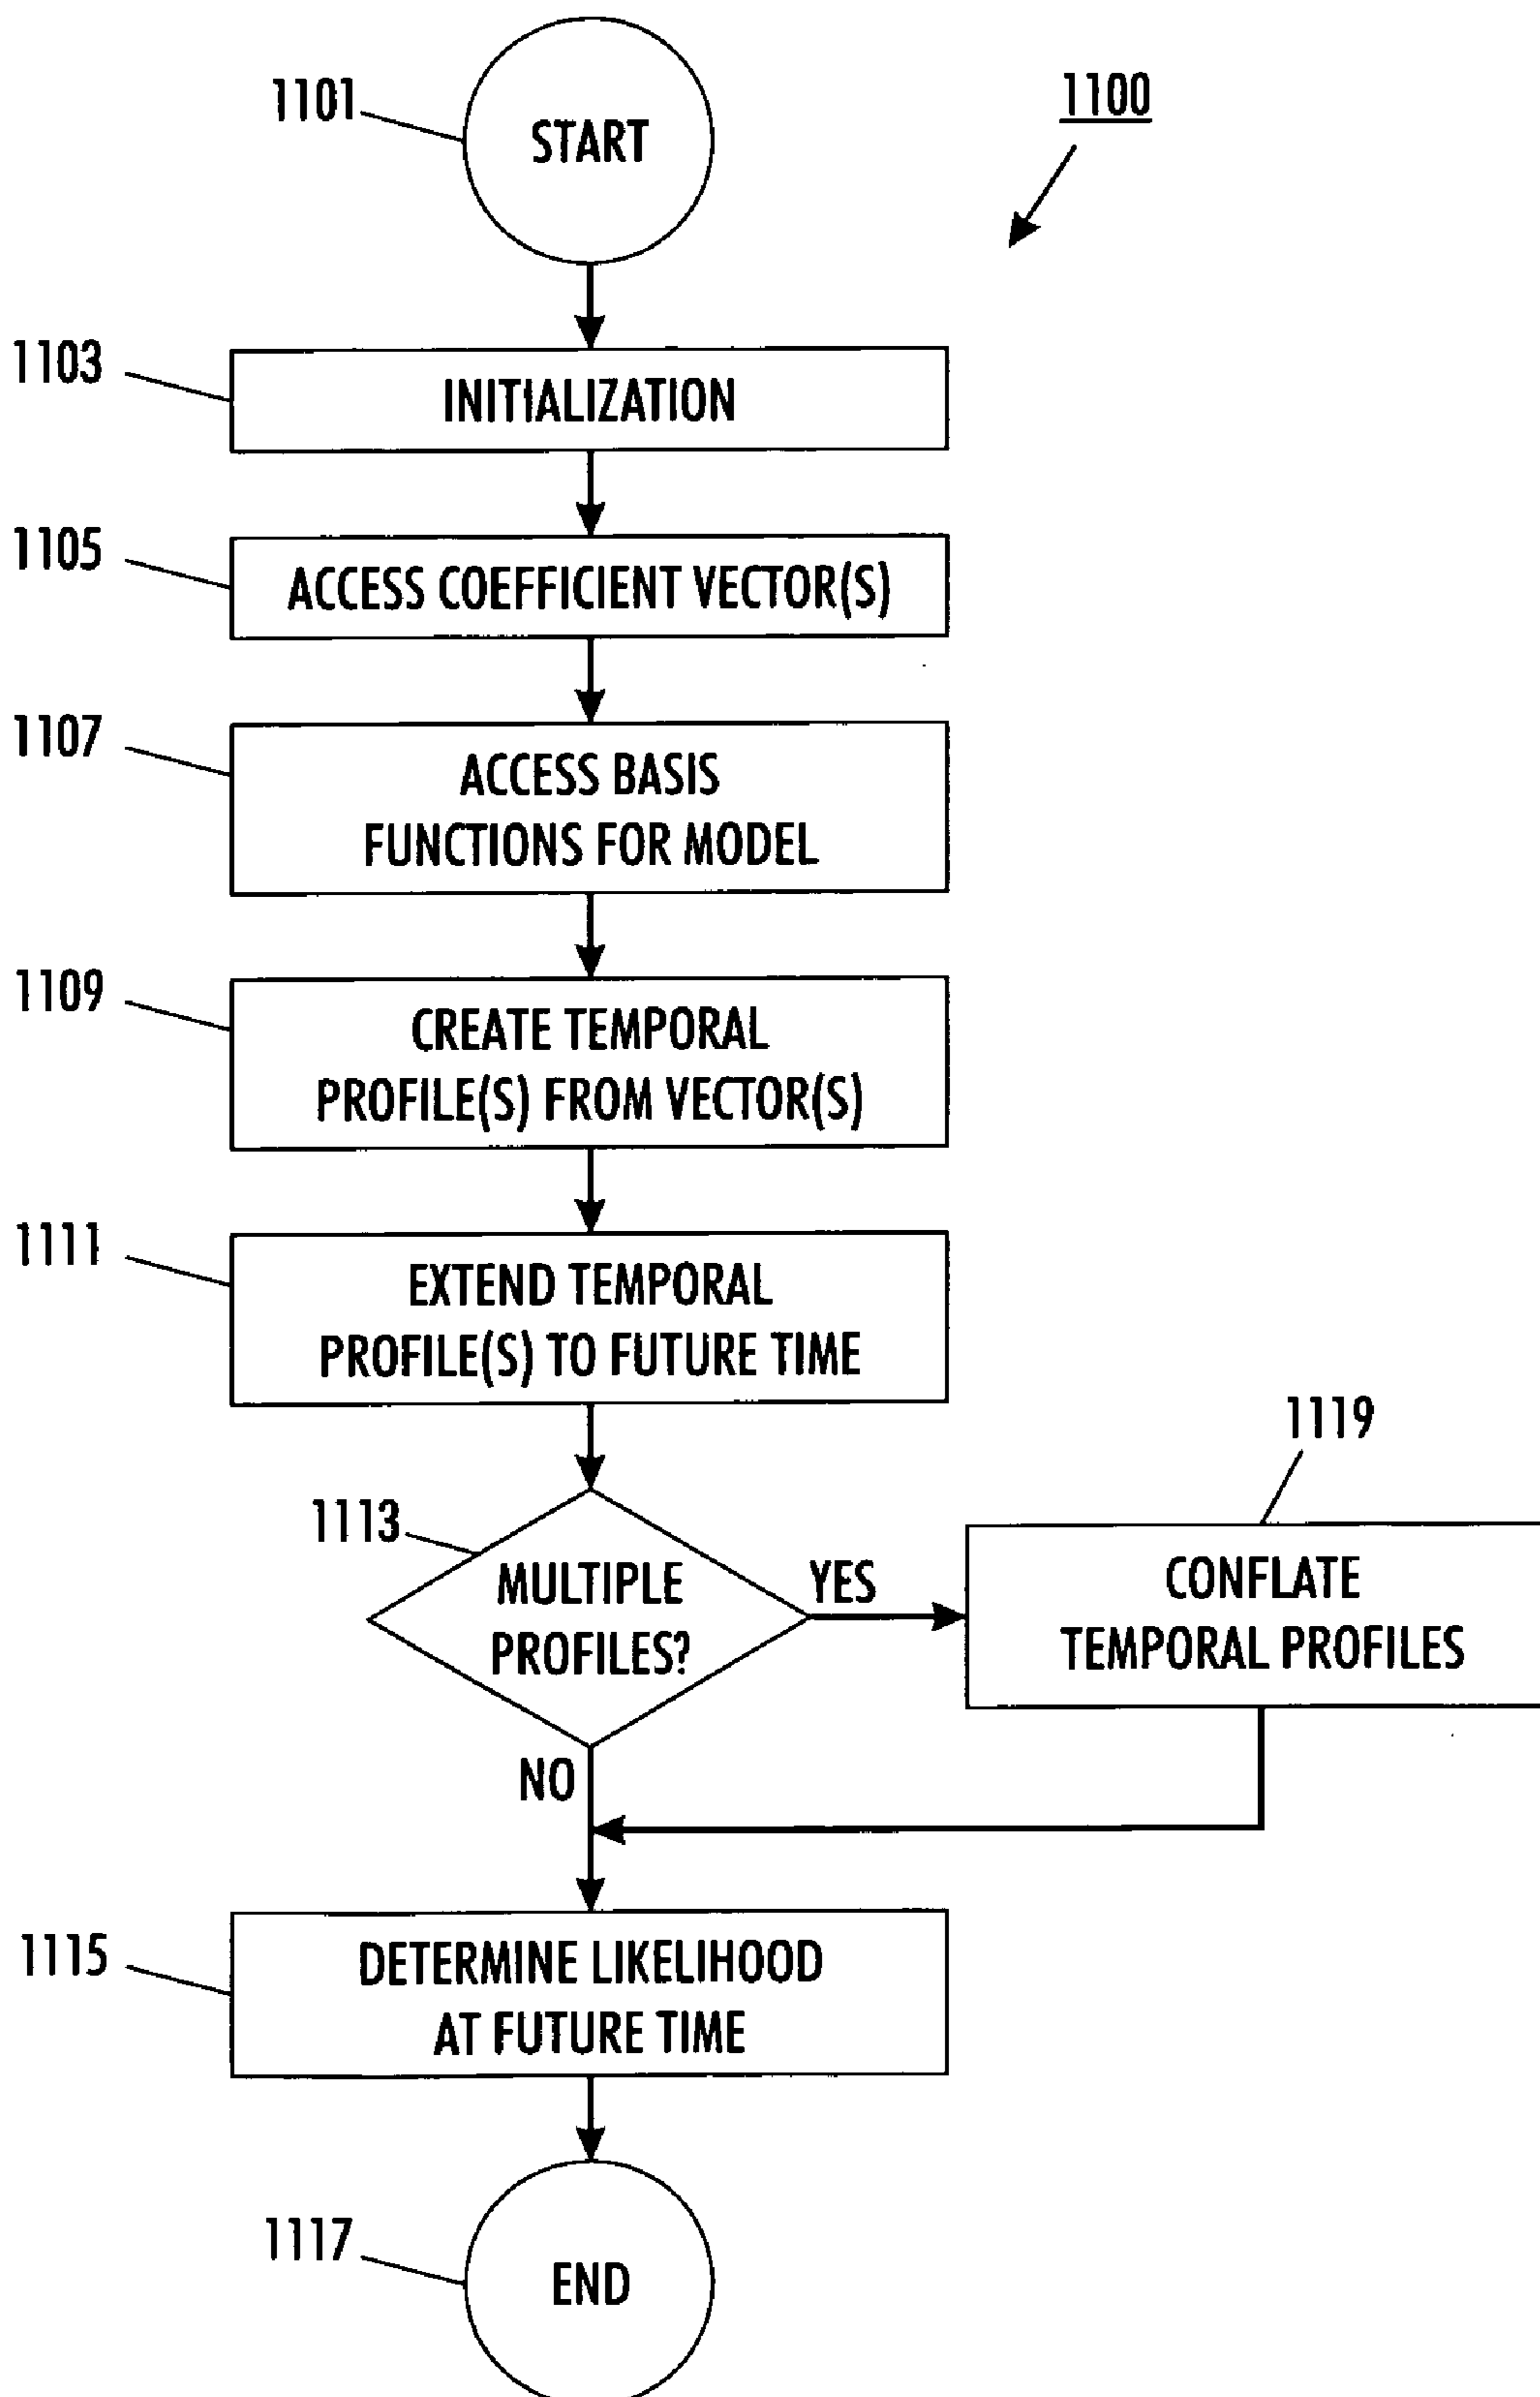 1101
START
1100
1103
INITIALIZATION
1105
ACCESS COEFFICIENT VECTOR(S)
1107
ACCESS BASIS
FUNCTIONS FOR MODEL
1109
CREATE TEMPORAL
PROFILE(S) FROM VECTOR(S)
1111
EXTEND TEMPORAL
PROFILE(S) TO FUTURE TIME
1113
MULTIPLE
PROFILES?
YES
1119
CONFLATE
TEMPORAL PROFILES
NO
1115
DETERMINE LIKELIHOOD
AT FUTURE TIME
1117
END